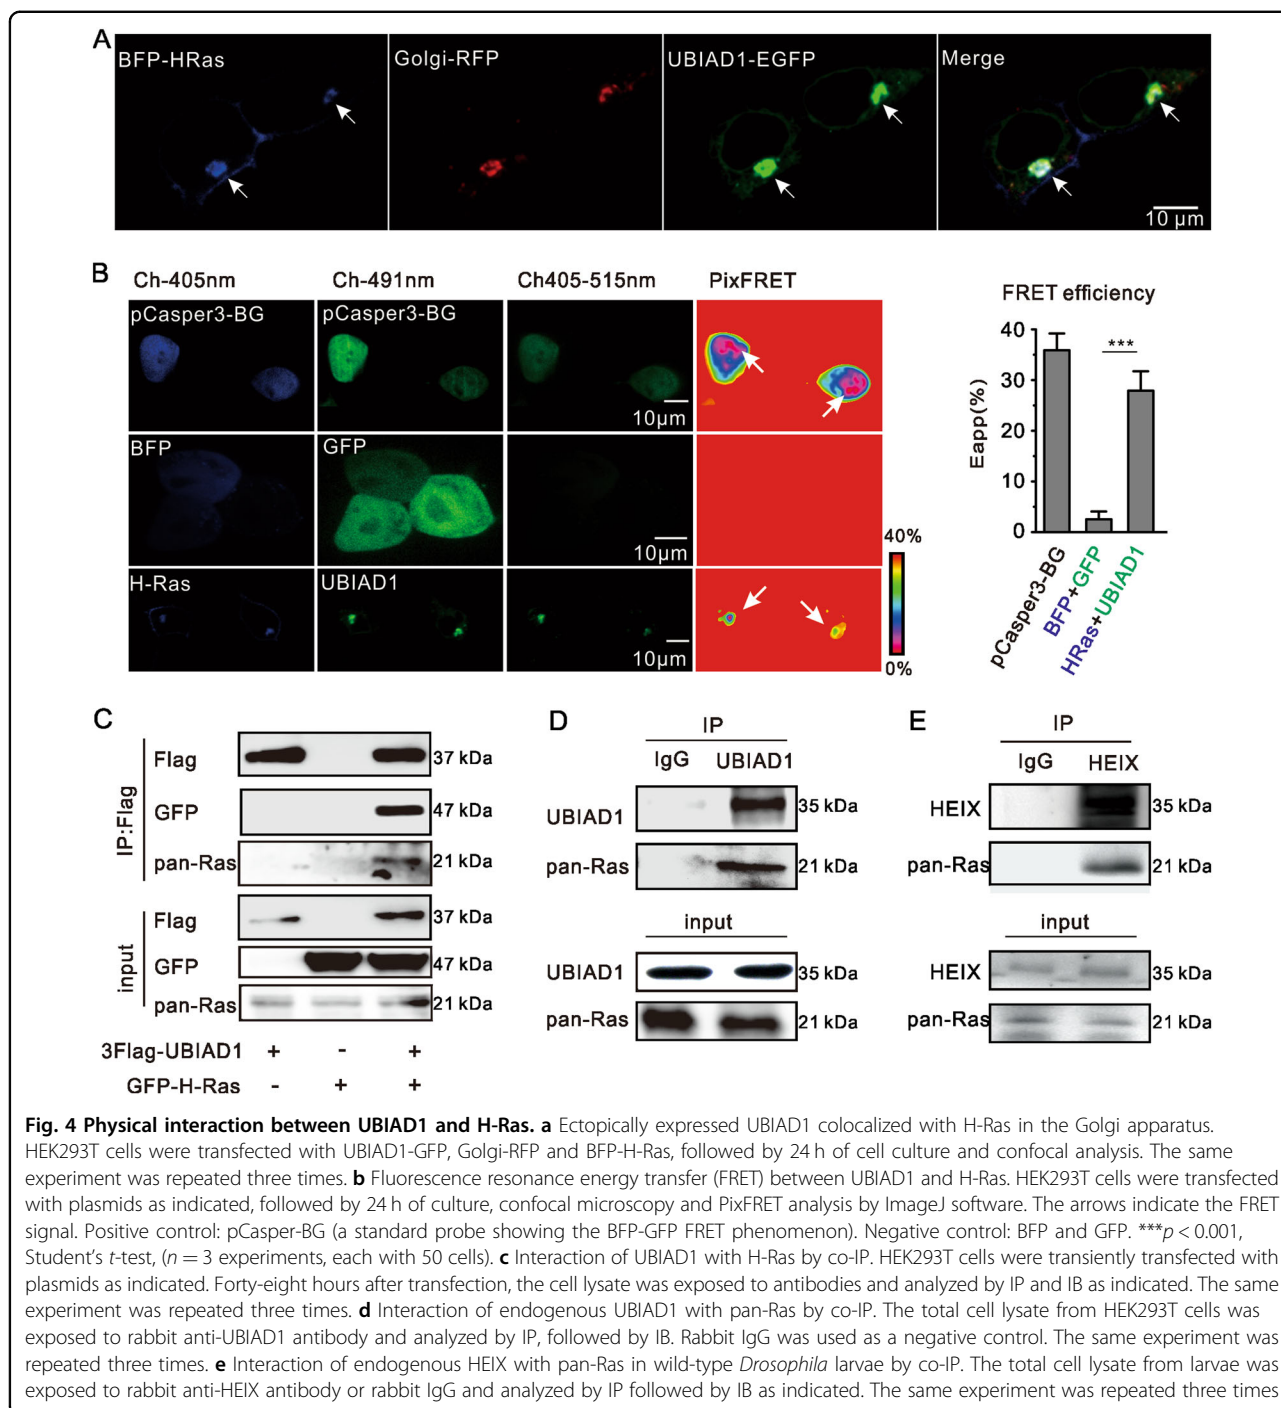 A
BFP-HRas
Golgi-RFP
UBIAD1-EGFP
Merge
10 μm
B
Ch-405nm
Ch-491nm
Ch405-515nm
PixFRET
pCasper3-BG
pCasper3-BG
10μm
BFP
GFP
10μm
H-Ras
UBIAD1
10μm
40%
0%
FRET efficiency
Eapp(%)
40
30
20
10
0
***
pCasper3-BG
BFP+GFP
HRas+UBIAD1
C
IP:Flag
Flag
37 kDa
GFP
47 kDa
pan-Ras
21 kDa
input
Flag
37 kDa
GFP
47 kDa
pan-Ras
21 kDa
3Flag-UBIAD1 + - +
GFP-H-Ras - + +
D
IP
IgG UBIAD1
UBIAD1
35 kDa
pan-Ras
21 kDa
input
UBIAD1
35 kDa
pan-Ras
21 kDa
E
IP
IgG HEIX
HEIX
35 kDa
pan-Ras
21 kDa
input
HEIX
35 kDa
pan-Ras
21 kDa
Fig. 4 Physical interaction between UBIAD1 and H-Ras. a Ectopically expressed UBIAD1 colocalized with H-Ras in the Golgi apparatus.
HEK293T cells were transfected with UBIAD1-GFP, Golgi-RFP and BFP-H-Ras, followed by 24 h of cell culture and confocal analysis. The same
experiment was repeated three times. b Fluorescence resonance energy transfer (FRET) between UBIAD1 and H-Ras. HEK293T cells were transfected
with plasmids as indicated, followed by 24 h of culture, confocal microscopy and PixFRET analysis by ImageJ software. The arrows indicate the FRET
signal. Positive control: pCasper-BG (a standard probe showing the BFP-GFP FRET phenomenon). Negative control: BFP and GFP. ***p < 0.001,
Student's t-test, (n = 3 experiments, each with 50 cells). c Interaction of UBIAD1 with H-Ras by co-IP. HEK293T cells were transiently transfected with
plasmids as indicated. Forty-eight hours after transfection, the cell lysate was exposed to antibodies and analyzed by IP and IB as indicated. The same
experiment was repeated three times. d Interaction of endogenous UBIAD1 with pan-Ras by co-IP. The total cell lysate from HEK293T cells was
exposed to rabbit anti-UBIAD1 antibody and analyzed by IP, followed by IB. Rabbit IgG was used as a negative control. The same experiment was
repeated three times. e Interaction of endogenous HEIX with pan-Ras in wild-type Drosophila larvae by co-IP. The total cell lysate from larvae was
exposed to rabbit anti-HEIX antibody or rabbit IgG and analyzed by IP followed by IB as indicated. The same experiment was repeated three times